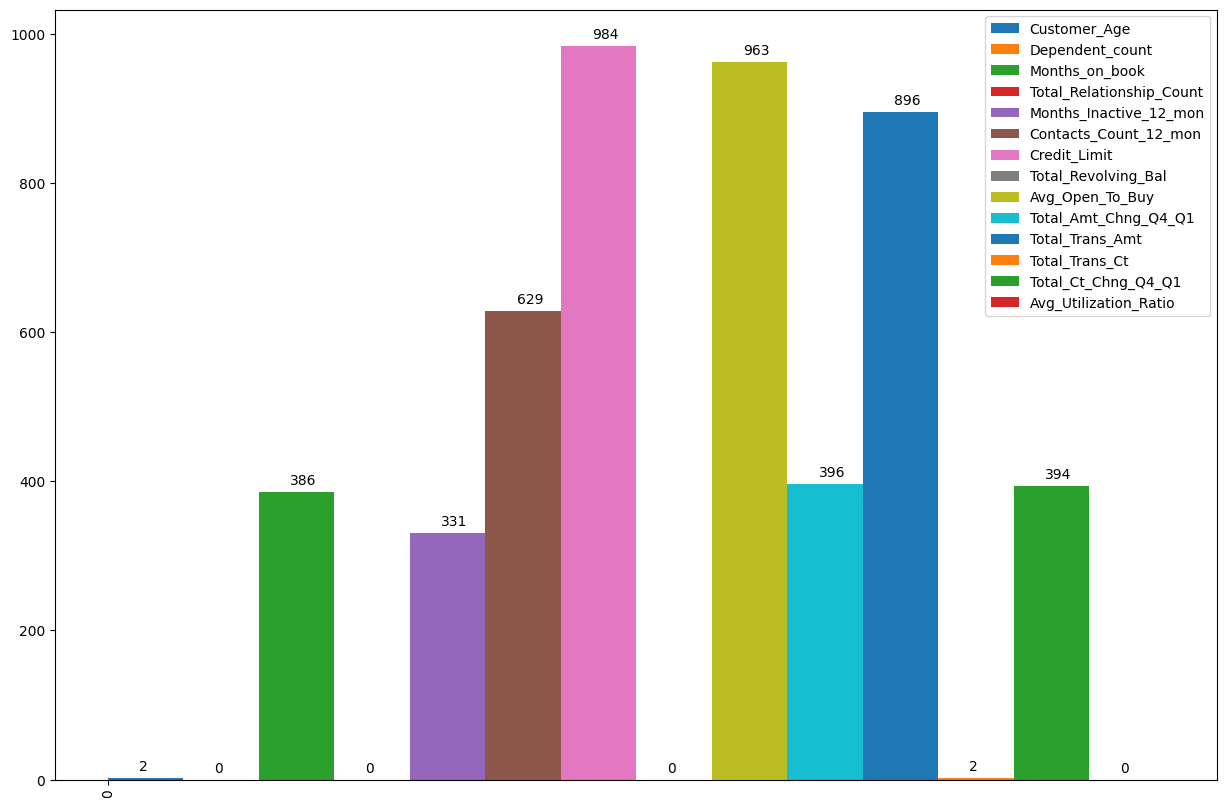 1000
800
600
400
200
0
0
2
0
386
0
331
629
984
0
963
396
896
2
394
0
Customer_Age
Dependent_count
Months_on_book
Total_Relationship_Count
Months_Inactive_12_mon
Contacts_Count_12_mon
Credit_Limit
Total_Revolving_Bal
Avg_Open_To_Buy
Total_Amt_Chng_Q4_Q1
Total_Trans_Amt
Total_Trans_Ct
Total_Ct_Chng_Q4_Q1
Avg_Utilization_Ratio